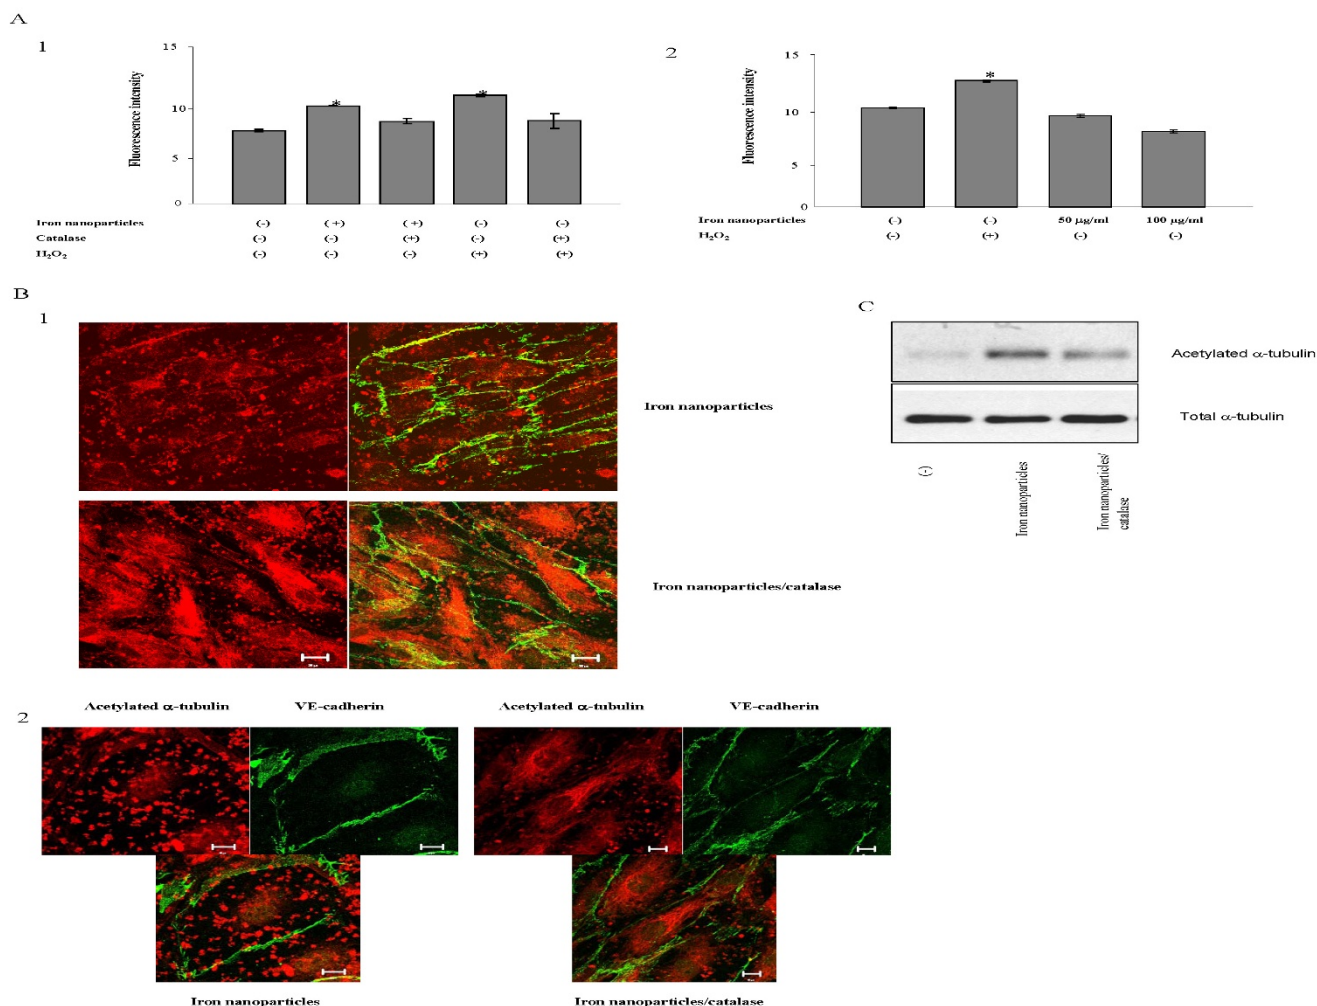 A
1
15
10
5
0
Fluorescence intensity
*
*
Iron nanoparticles (-) (+) (+) (-) (-)
Catalase (-) (-) (+) (-) (+)
H₂O₂ (-) (-) (-) (+) (+)
2
15
10
5
0
Fluorescence intensity
*
Iron nanoparticles (-) (-) 50 µg/ml 100 µg/ml
H₂O₂ (-) (+) (-) (-)
B
1
Iron nanoparticles
Iron nanoparticles/catalase
C
Acetylated α-tubulin
Total α-tubulin
(-)
Iron nanoparticles
Iron nanoparticles/
catalase
2
Acetylated α-tubulin VE-cadherin
Acetylated α-tubulin VE-cadherin
Iron nanoparticles
Iron nanoparticles/catalase